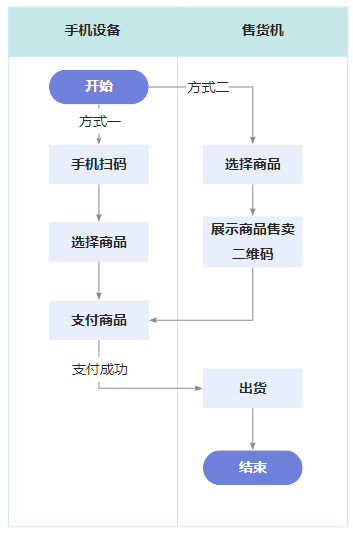 手机设备
售货机
开始
方式二
方式一
手机扫码
选择商品
选择商品
展示商品售卖
二维码
支付商品
支付成功
出货
结束